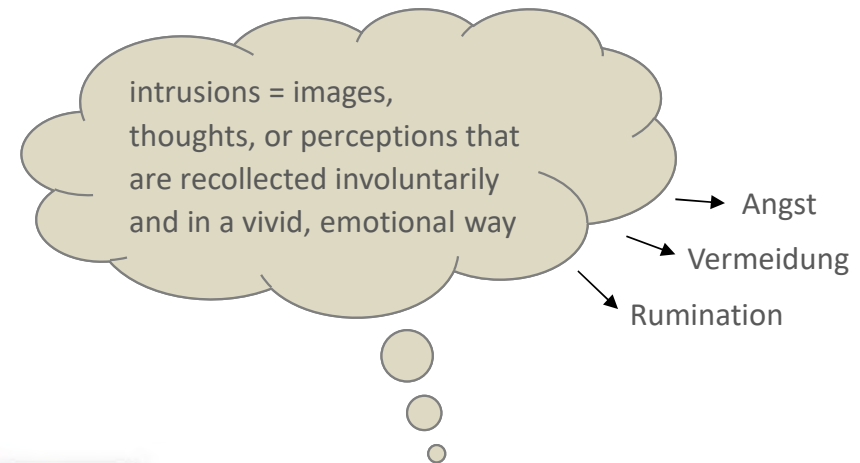 intrusions = images,
thoughts, or perceptions that
are recollected involuntarily
and in a vivid, emotional way
Angst
Vermeidung
Rumination